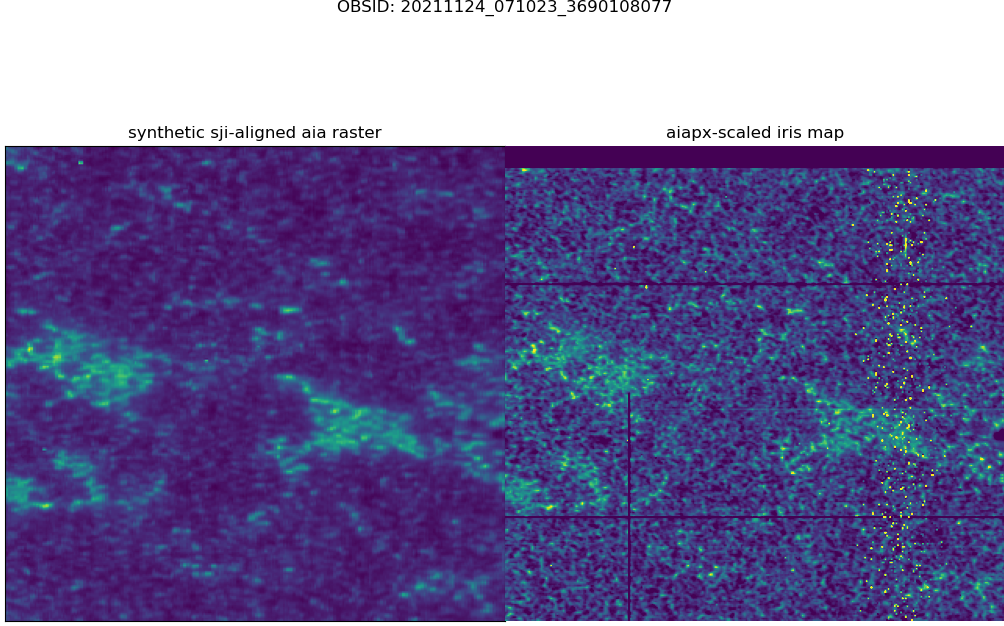 OBSID: 20211124_071023_3690108077
synthetic sji-aligned aia raster
aiapx-scaled iris map